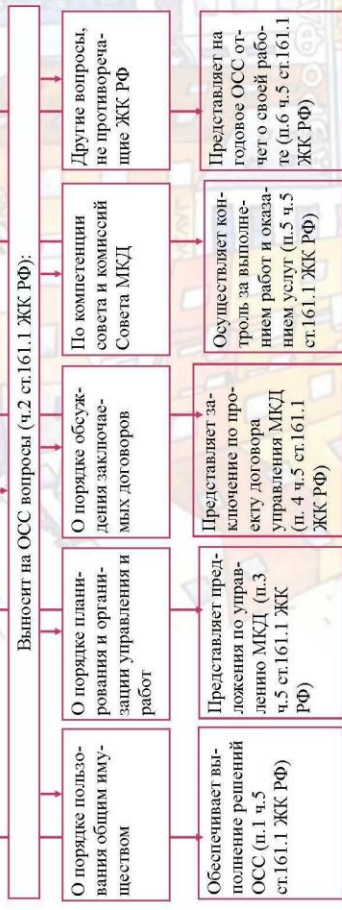 Выносит на ОСС вопросы (ч.2 ст.161.1 ЖК РФ):
О порядке пользо-
вания общим иму-
ществом
О порядке плани-
рования и органи-
зации управления и
работ
О порядке обсуж-
дения заключае-
мых договоров
По компетенции
совета и комиссий
Совета МКД
Другие вопросы,
не противореча-
щие ЖК РФ
Обеспечивает вы-
полнение решений
ОСС (п.1 ч.5
ст.161.1 ЖК РФ)
Представляет пред-
ложения по управ-
лению МКД (п.3
ч.5 ст.161.1 ЖК
РФ)
Представляет за-
ключение по про-
екту договора
управления МКД
(п. 4 ч.5 ст.161.1
ЖК РФ)
Осуществляет кон-
троль за выполне-
нием работ и оказа-
нием услуг (п.5 ч.5
ст.161.1 ЖК РФ)
Представляет на
годовое ОСС от-
чет о своей рабо-
те (п.6 ч.5 ст.161.1
ЖК РФ)